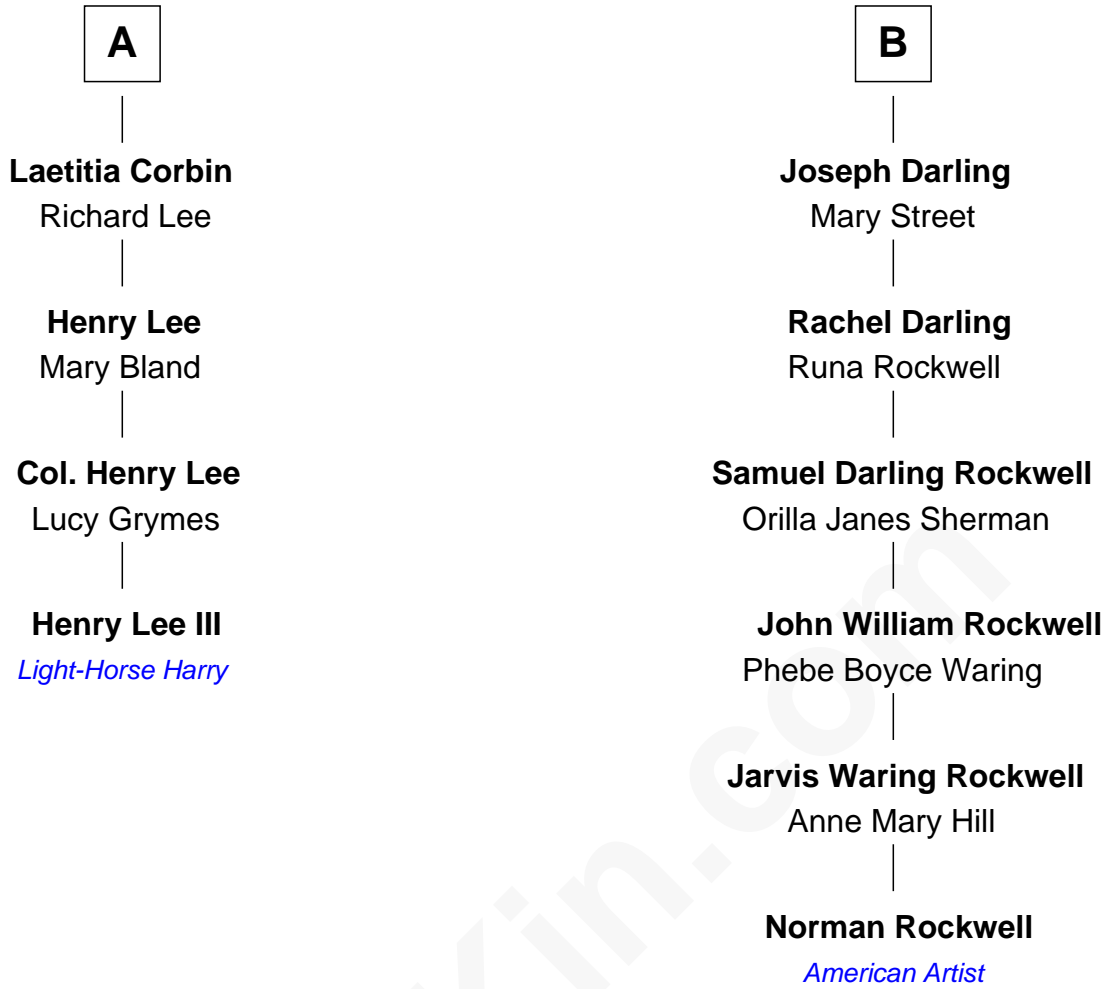 A
Laetitia Corbin
Richard Lee
Henry Lee
Mary Bland
Col. Henry Lee
Lucy Grymes
Henry Lee III
Light-Horse Harry
B
Joseph Darling
Mary Street
Rachel Darling
Runa Rockwell
Samuel Darling Rockwell
Orilla Janes Sherman
John William Rockwell
Phebe Boyce Waring
Jarvis Waring Rockwell
Anne Mary Hill
Norman Rockwell
American Artist